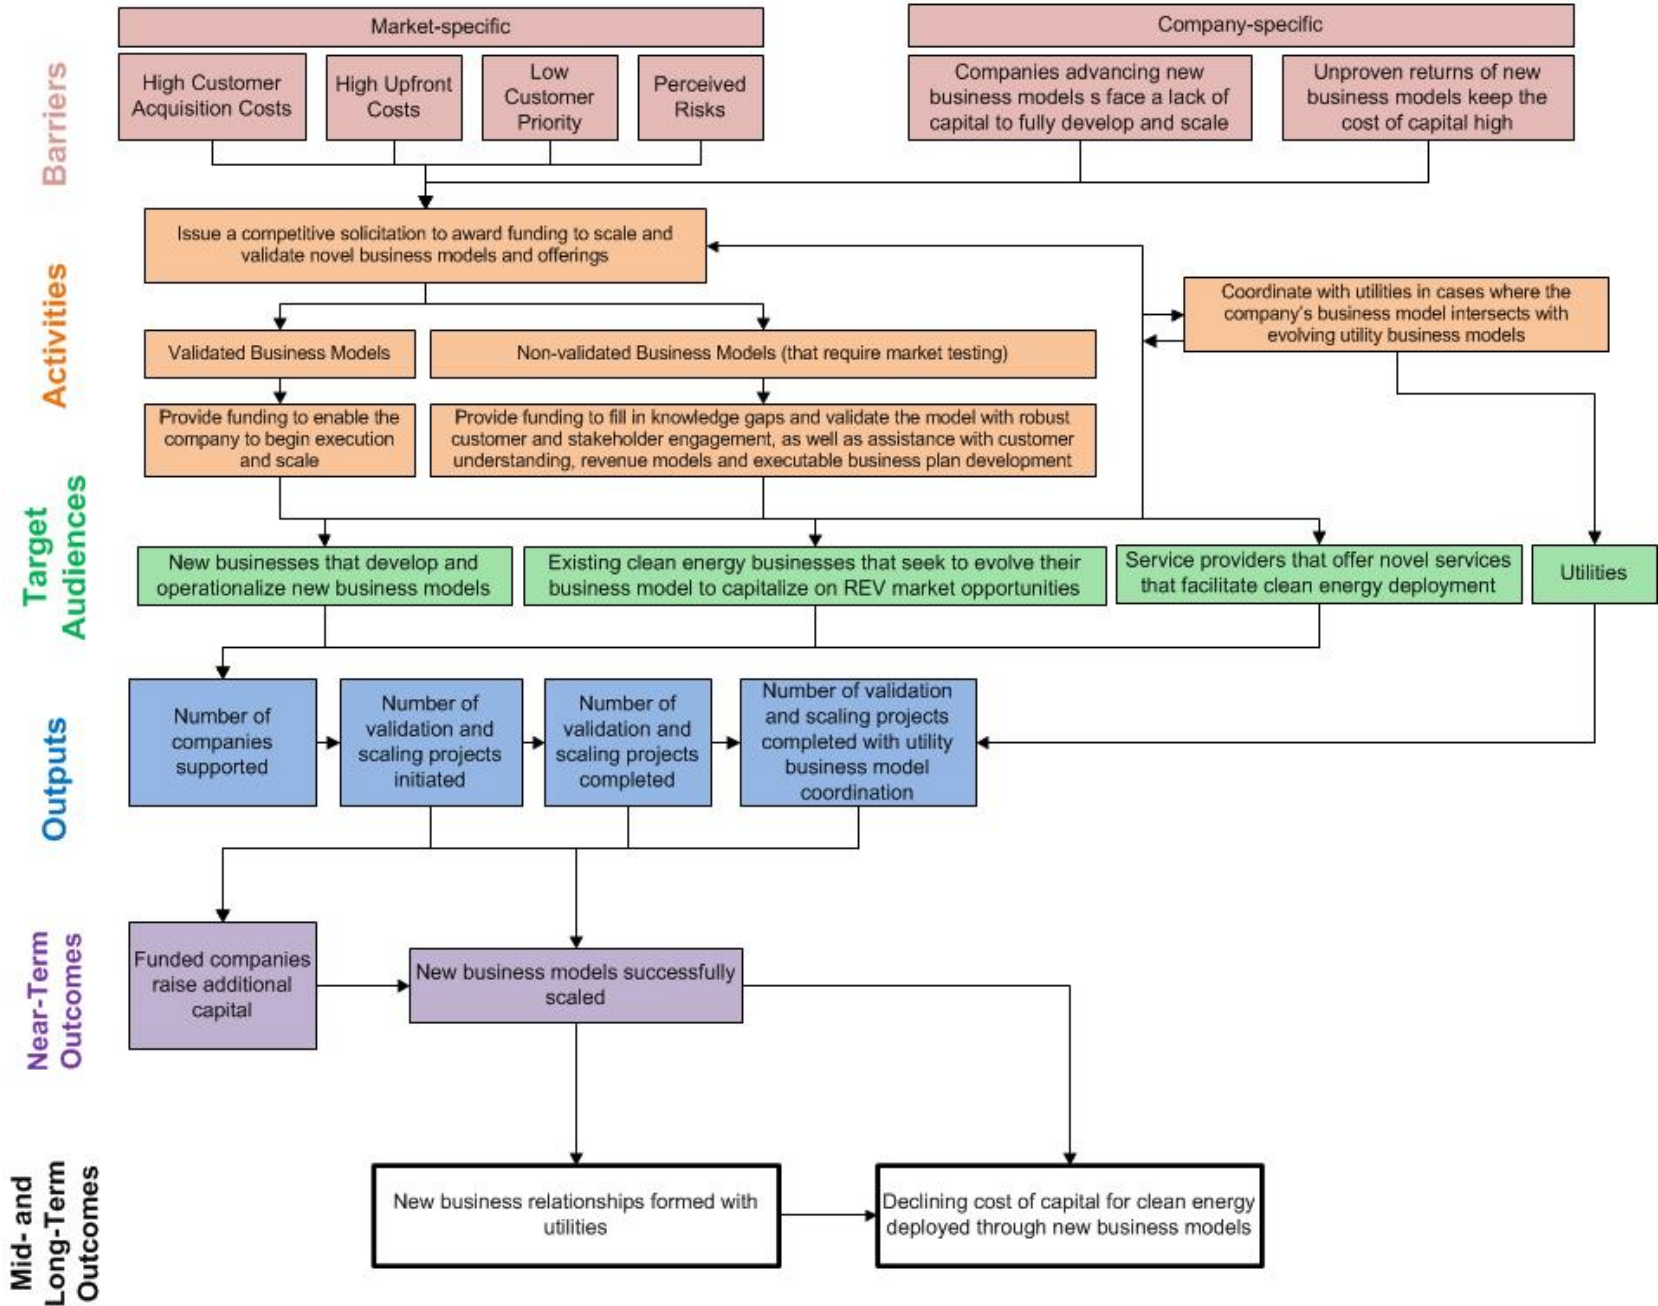 Market-specific
Company-specific
Barriers
High Customer
Acquisition Costs
High Upfront
Costs
Low
Customer
Priority
Perceived
Risks
Companies advancing new
business models s face a lack of
capital to fully develop and scale
Unproven returns of new
business models keep the
cost of capital high
Activities
Issue a competitive solicitation to award funding to scale and
validate novel business models and offerings
Coordinate with utilities in cases where the
company's business model intersects with
evolving utility business models
Validated Business Models
Non-validated Business Models (that require market testing)
Provide funding to enable the
company to begin execution
and scale
Provide funding to fill in knowledge gaps and validate the model with robust
customer and stakeholder engagement, as well as assistance with customer
understanding, revenue models and executable business plan development
Target
Audiences
New businesses that develop and
operationalize new business models
Existing clean energy businesses that seek to evolve their
business model to capitalize on REV market opportunities
Service providers that offer novel services
that facilitate clean energy deployment
Utilities
Outputs
Number of
companies
supported
Number of
validation and
scaling projects
initiated
Number of
validation and
scaling projects
completed
Number of validation
and scaling projects
completed with utility
business model
coordination
Near-Term
Outcomes
Funded companies
raise additional
capital
New business models successfully
scaled
Mid- and
Long-Term
Outcomes
New business relationships formed with
utilities
Declining cost of capital for clean energy
deployed through new business models